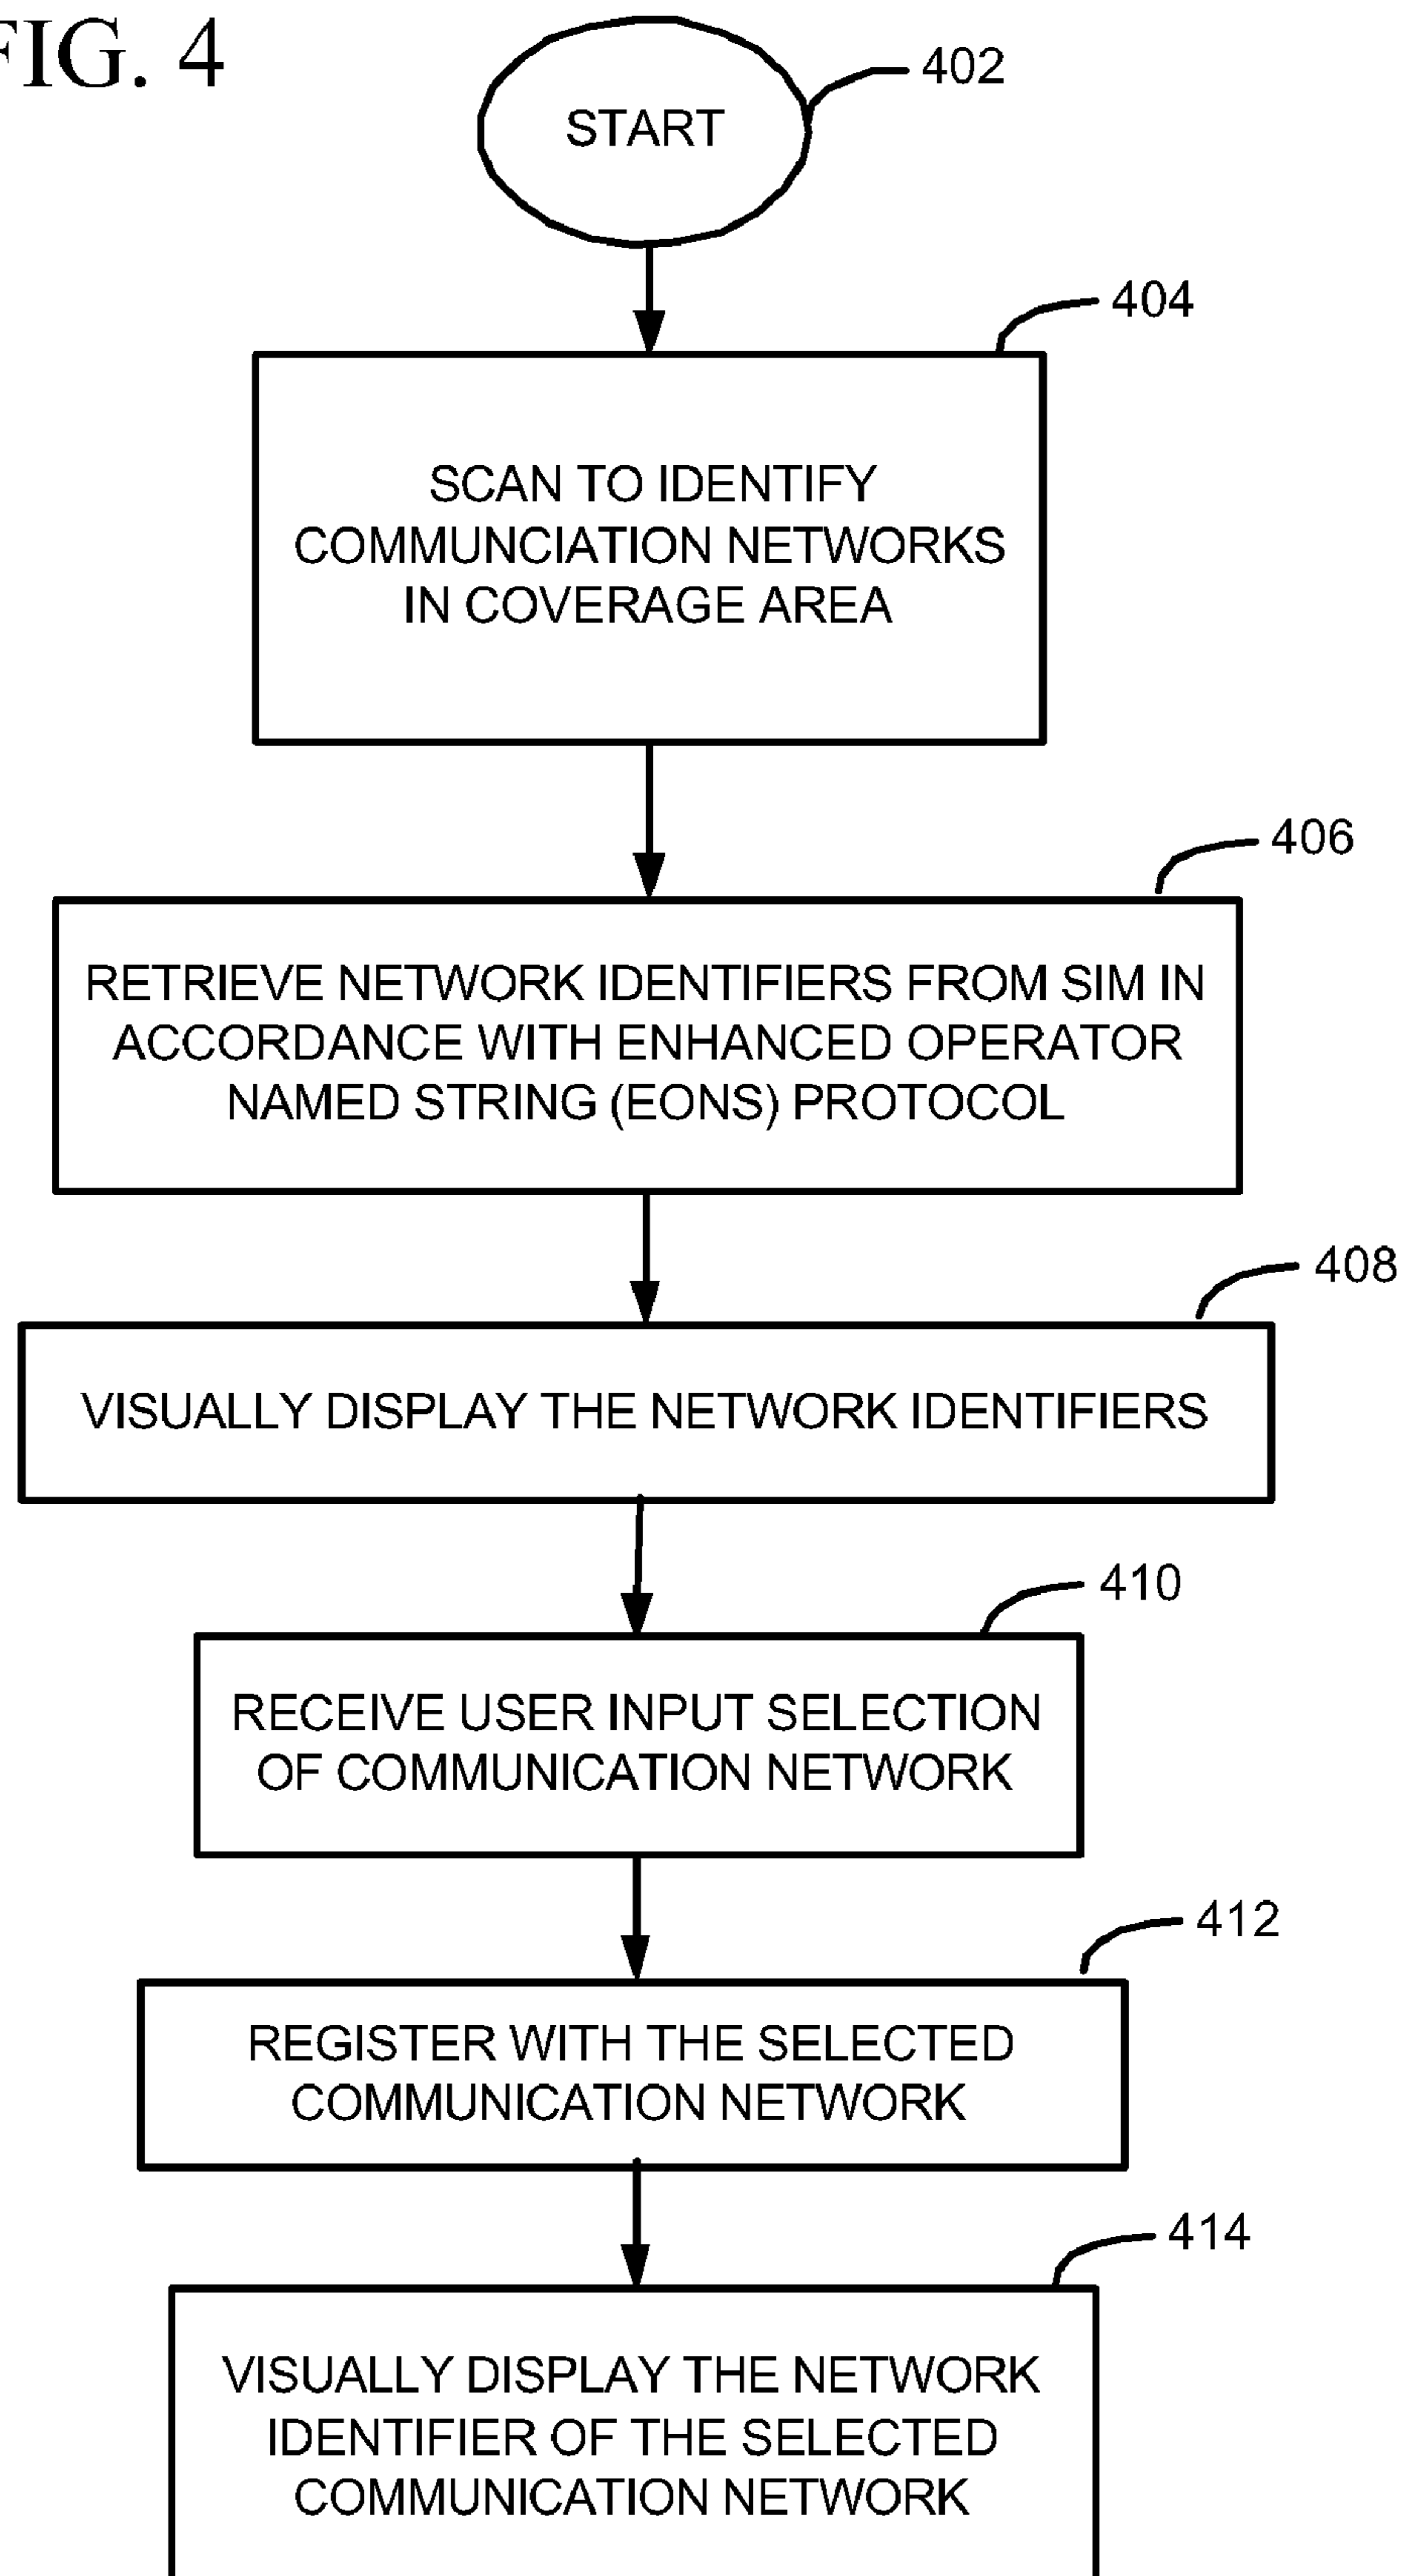 FIG. 4
402
START
404
SCAN TO IDENTIFY
COMMUNCIATION NETWORKS
IN COVERAGE AREA
406
RETRIEVE NETWORK IDENTIFIERS FROM SIM IN
ACCORDANCE WITH ENHANCED OPERATOR
NAMED STRING (EONS) PROTOCOL
408
VISUALLY DISPLAY THE NETWORK IDENTIFIERS
410
RECEIVE USER INPUT SELECTION
OF COMMUNICATION NETWORK
412
REGISTER WITH THE SELECTED
COMMUNICATION NETWORK
414
VISUALLY DISPLAY THE NETWORK
IDENTIFIER OF THE SELECTED
COMMUNICATION NETWORK